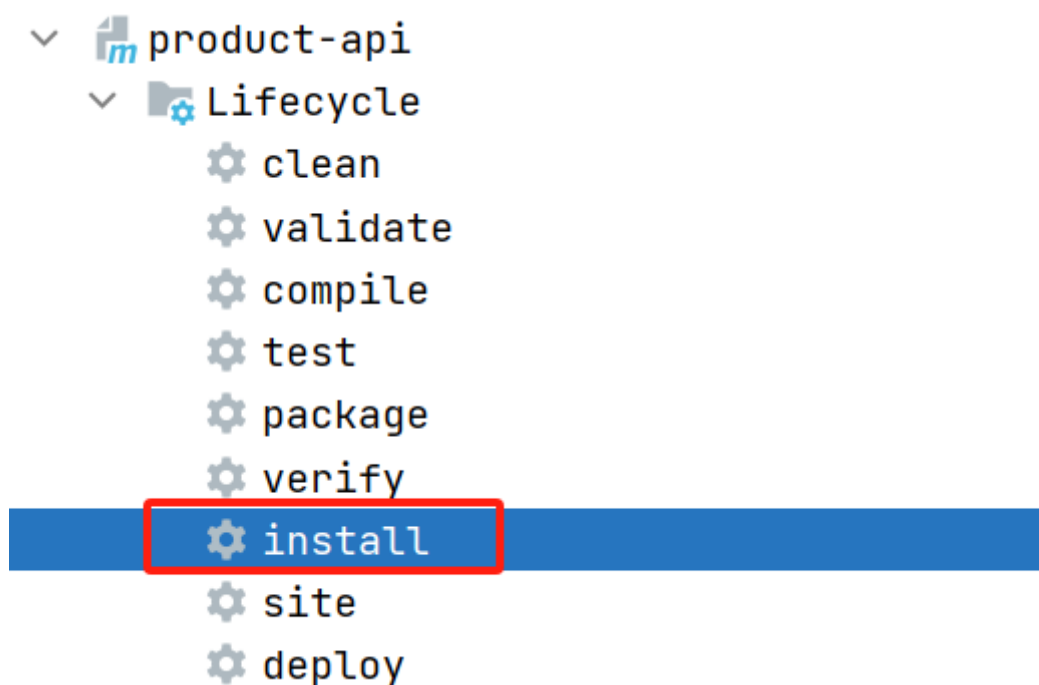 product-api
Lifecycle
clean
validate
compile
test
package
verify
install
site
deploy